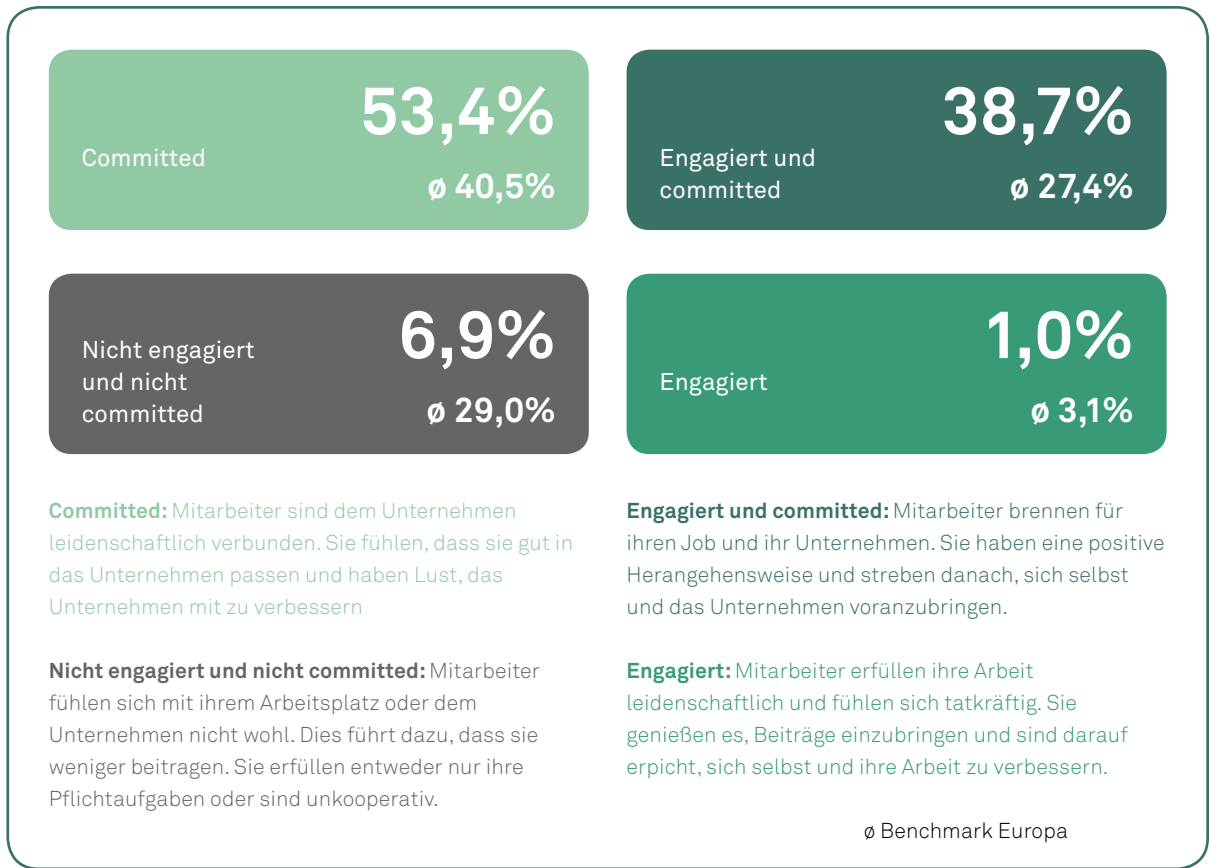 Committed
53,4%
ø 40,5%
Engagiert und
committed
38,7%
ø 27,4%
Nicht engagiert
und nicht
committed
6,9%
ø 29,0%
Engagiert
1,0%
ø 3,1%
Committed: Mitarbeiter sind dem Unternehmen
leidenschaftlich verbunden. Sie fühlen, dass sie gut in
das Unternehmen passen und haben Lust, das
Unternehmen mit zu verbessern
Engagiert und committed: Mitarbeiter brennen für
ihren Job und ihr Unternehmen. Sie haben eine positive
Herangehensweise und streben danach, sich selbst
und das Unternehmen voranzubringen.
Nicht engagiert und nicht committed: Mitarbeiter
fühlen sich mit ihrem Arbeitsplatz oder dem
Unternehmen nicht wohl. Dies führt dazu, dass sie
weniger beitragen. Sie erfüllen entweder nur ihre
Pflichtaufgaben oder sind unkooperativ.
Engagiert: Mitarbeiter erfüllen ihre Arbeit
leidenschaftlich und fühlen sich tatkräftig. Sie
genießen es, Beiträge einzubringen und sind darauf
erpicht, sich selbst und ihre Arbeit zu verbessern.
ø Benchmark Europa